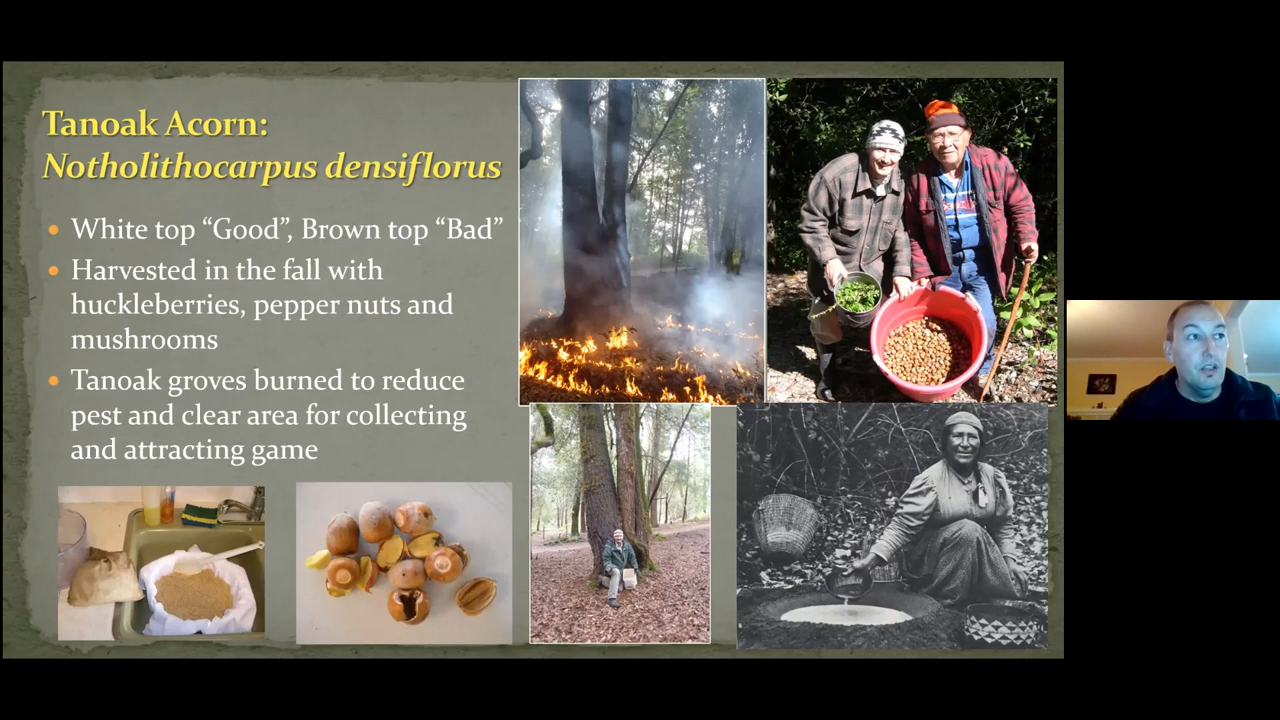 Tanoak Acorn:
Notholithocarpus densiflorus
White top “Good”, Brown top “Bad”
Harvested in the fall with
huckleberries, pepper nuts and
mushrooms
Tanoak groves burned to reduce
pest and clear area for collecting
and attracting game